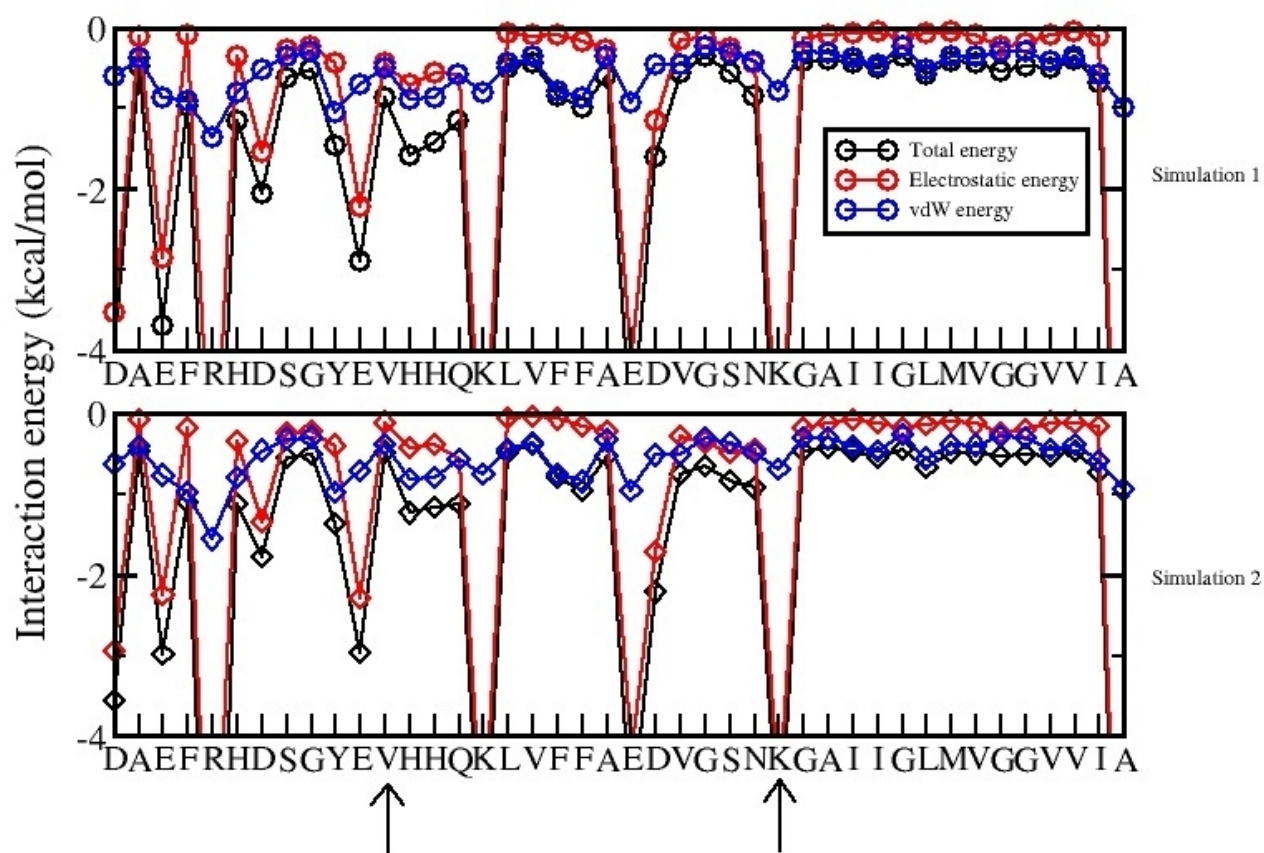 Interaction energy (kcal/mol)
0
-2
-4
Total energy
Electrostatic energy
vdW energy
Simulation 1
DAEFRHDSGYEVHHQKLVFFAEDVGSNKGAIIGLMVGGVVIA
0
-2
-4
Simulation 2
DAEFRHDSGYEVHHQKLVFFAEDVGSNKGAIIGLMVGGVVIA